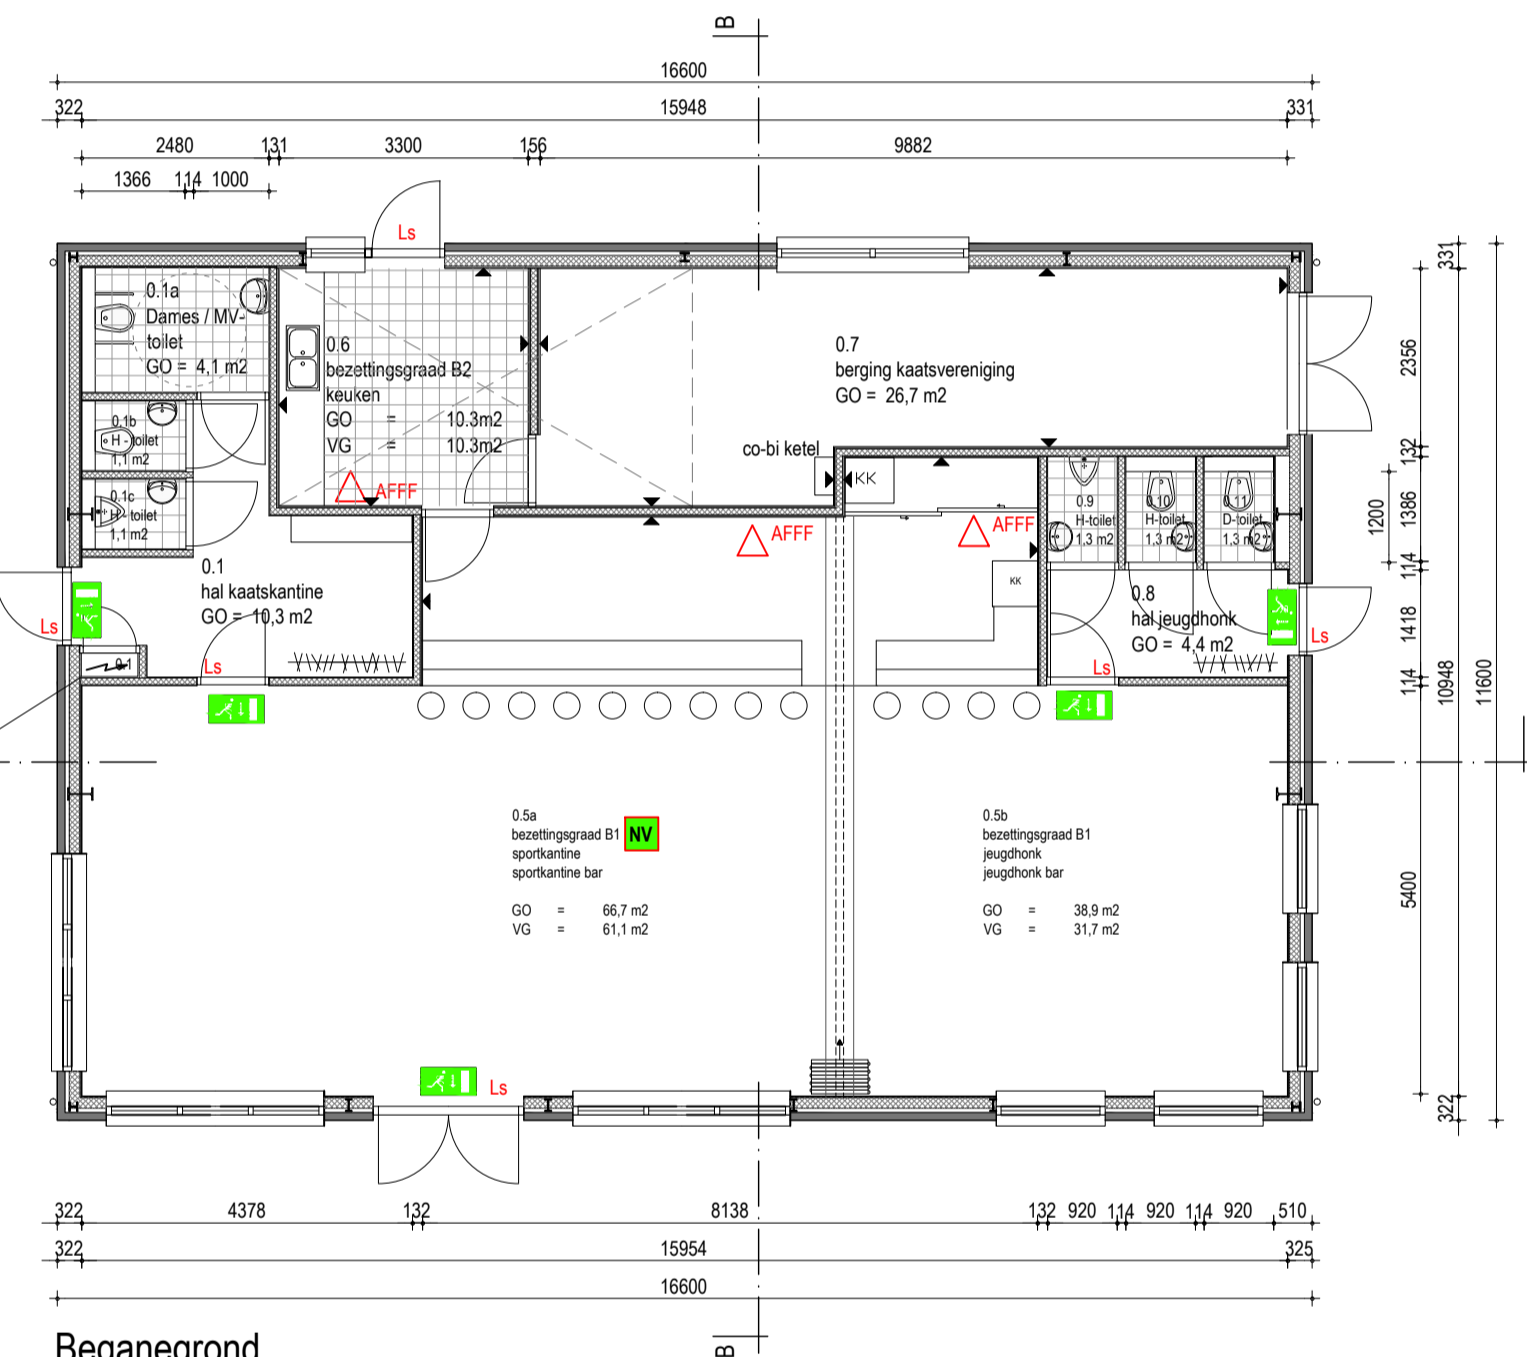 B
16600
322 15948 331
2480 131 3300 156 9882
1366 114 1000
Ls
0.1a
Dames / MV-
toilet
GO = 4,1 m2
0.1b
H - toilet
1,1 m2
0.1c
H - toilet
1,1 m2
0.6
bezettingsgraad B2
keuken
GO = 10.3m2
VG = 10.3m2
AFFF
0.7
berging kaatsvereniging
GO = 26,7 m2
co-bi ketel
KK
AFFF
AFFF
KK
0.9
H-toilet
1,3 m2
0.10
H-toilet
1,3 m2
0.11
D-toilet
1,3 m2
0.1
hal kaatskantine
GO = 10,3 m2
Ls
Ls
0.1
0.8
hal jeugdhonk
GO = 4,4 m2
Ls
Ls
0.5a
bezettingsgraad B1
sportkantine
sportkantine bar
GO = 66,7 m2
VG = 61,1 m2
NV
0.5b
bezettingsgraad B1
jeugdhonk
jeugdhonk bar
GO = 38,9 m2
VG = 31,7 m2
Ls
331
2356
132
1386
1200
114
1418
114
10948
11600
5400
322
322 4378 132 8138 132 920 114 920 114 920 510
322 15954 325
16600
Beganegrond
B